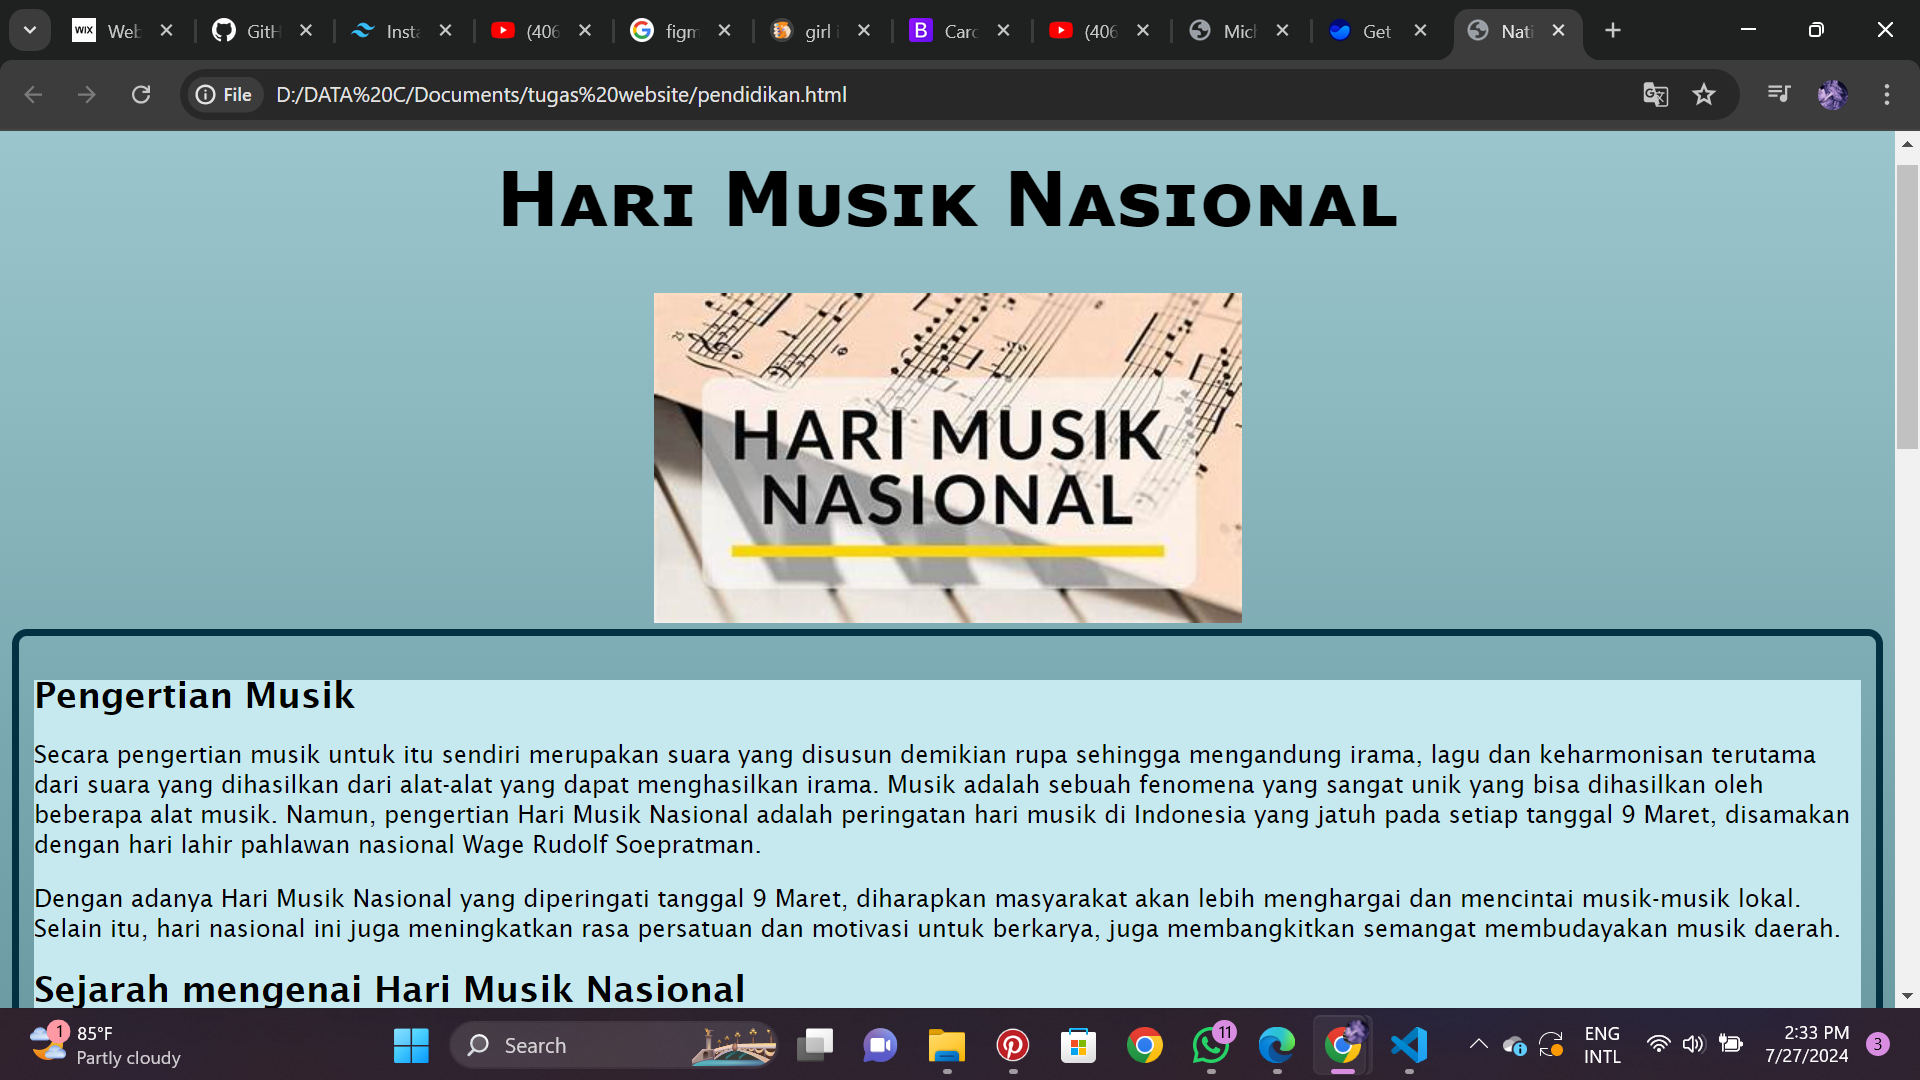 Web
GitH
Insta
(406
figm
girl i
Carc
(406
Mich
Get
Nati
File
D:/DATA%20C/Documents/tugas%20website/pendidikan.html
Hari Musik Nasional
HARI MUSIK
NASIONAL
Pengertian Musik
Secara pengertian musik untuk itu sendiri merupakan suara yang disusun demikian rupa sehingga mengandung irama, lagu dan keharmonisan terutama
dari suara yang dihasilkan dari alat-alat yang dapat menghasilkan irama. Musik adalah sebuah fenomena yang sangat unik yang bisa dihasilkan oleh
beberapa alat musik. Namun, pengertian Hari Musik Nasional adalah peringatan hari musik di Indonesia yang jatuh pada setiap tanggal 9 Maret, disamakan
dengan hari lahir pahlawan nasional Wage Rudolf Soepratman.
Dengan adanya Hari Musik Nasional yang diperingati tanggal 9 Maret, diharapkan masyarakat akan lebih menghargai dan mencintai musik-musik lokal.
Selain itu, hari nasional ini juga meningkatkan rasa persatuan dan motivasi untuk berkarya, juga membangkitkan semangat membudayakan musik daerah.
Sejarah mengenai Hari Musik Nasional
1
85°F
Partly cloudy
Search
11
ENG
INTL
2:33 PM
7/27/2024
3